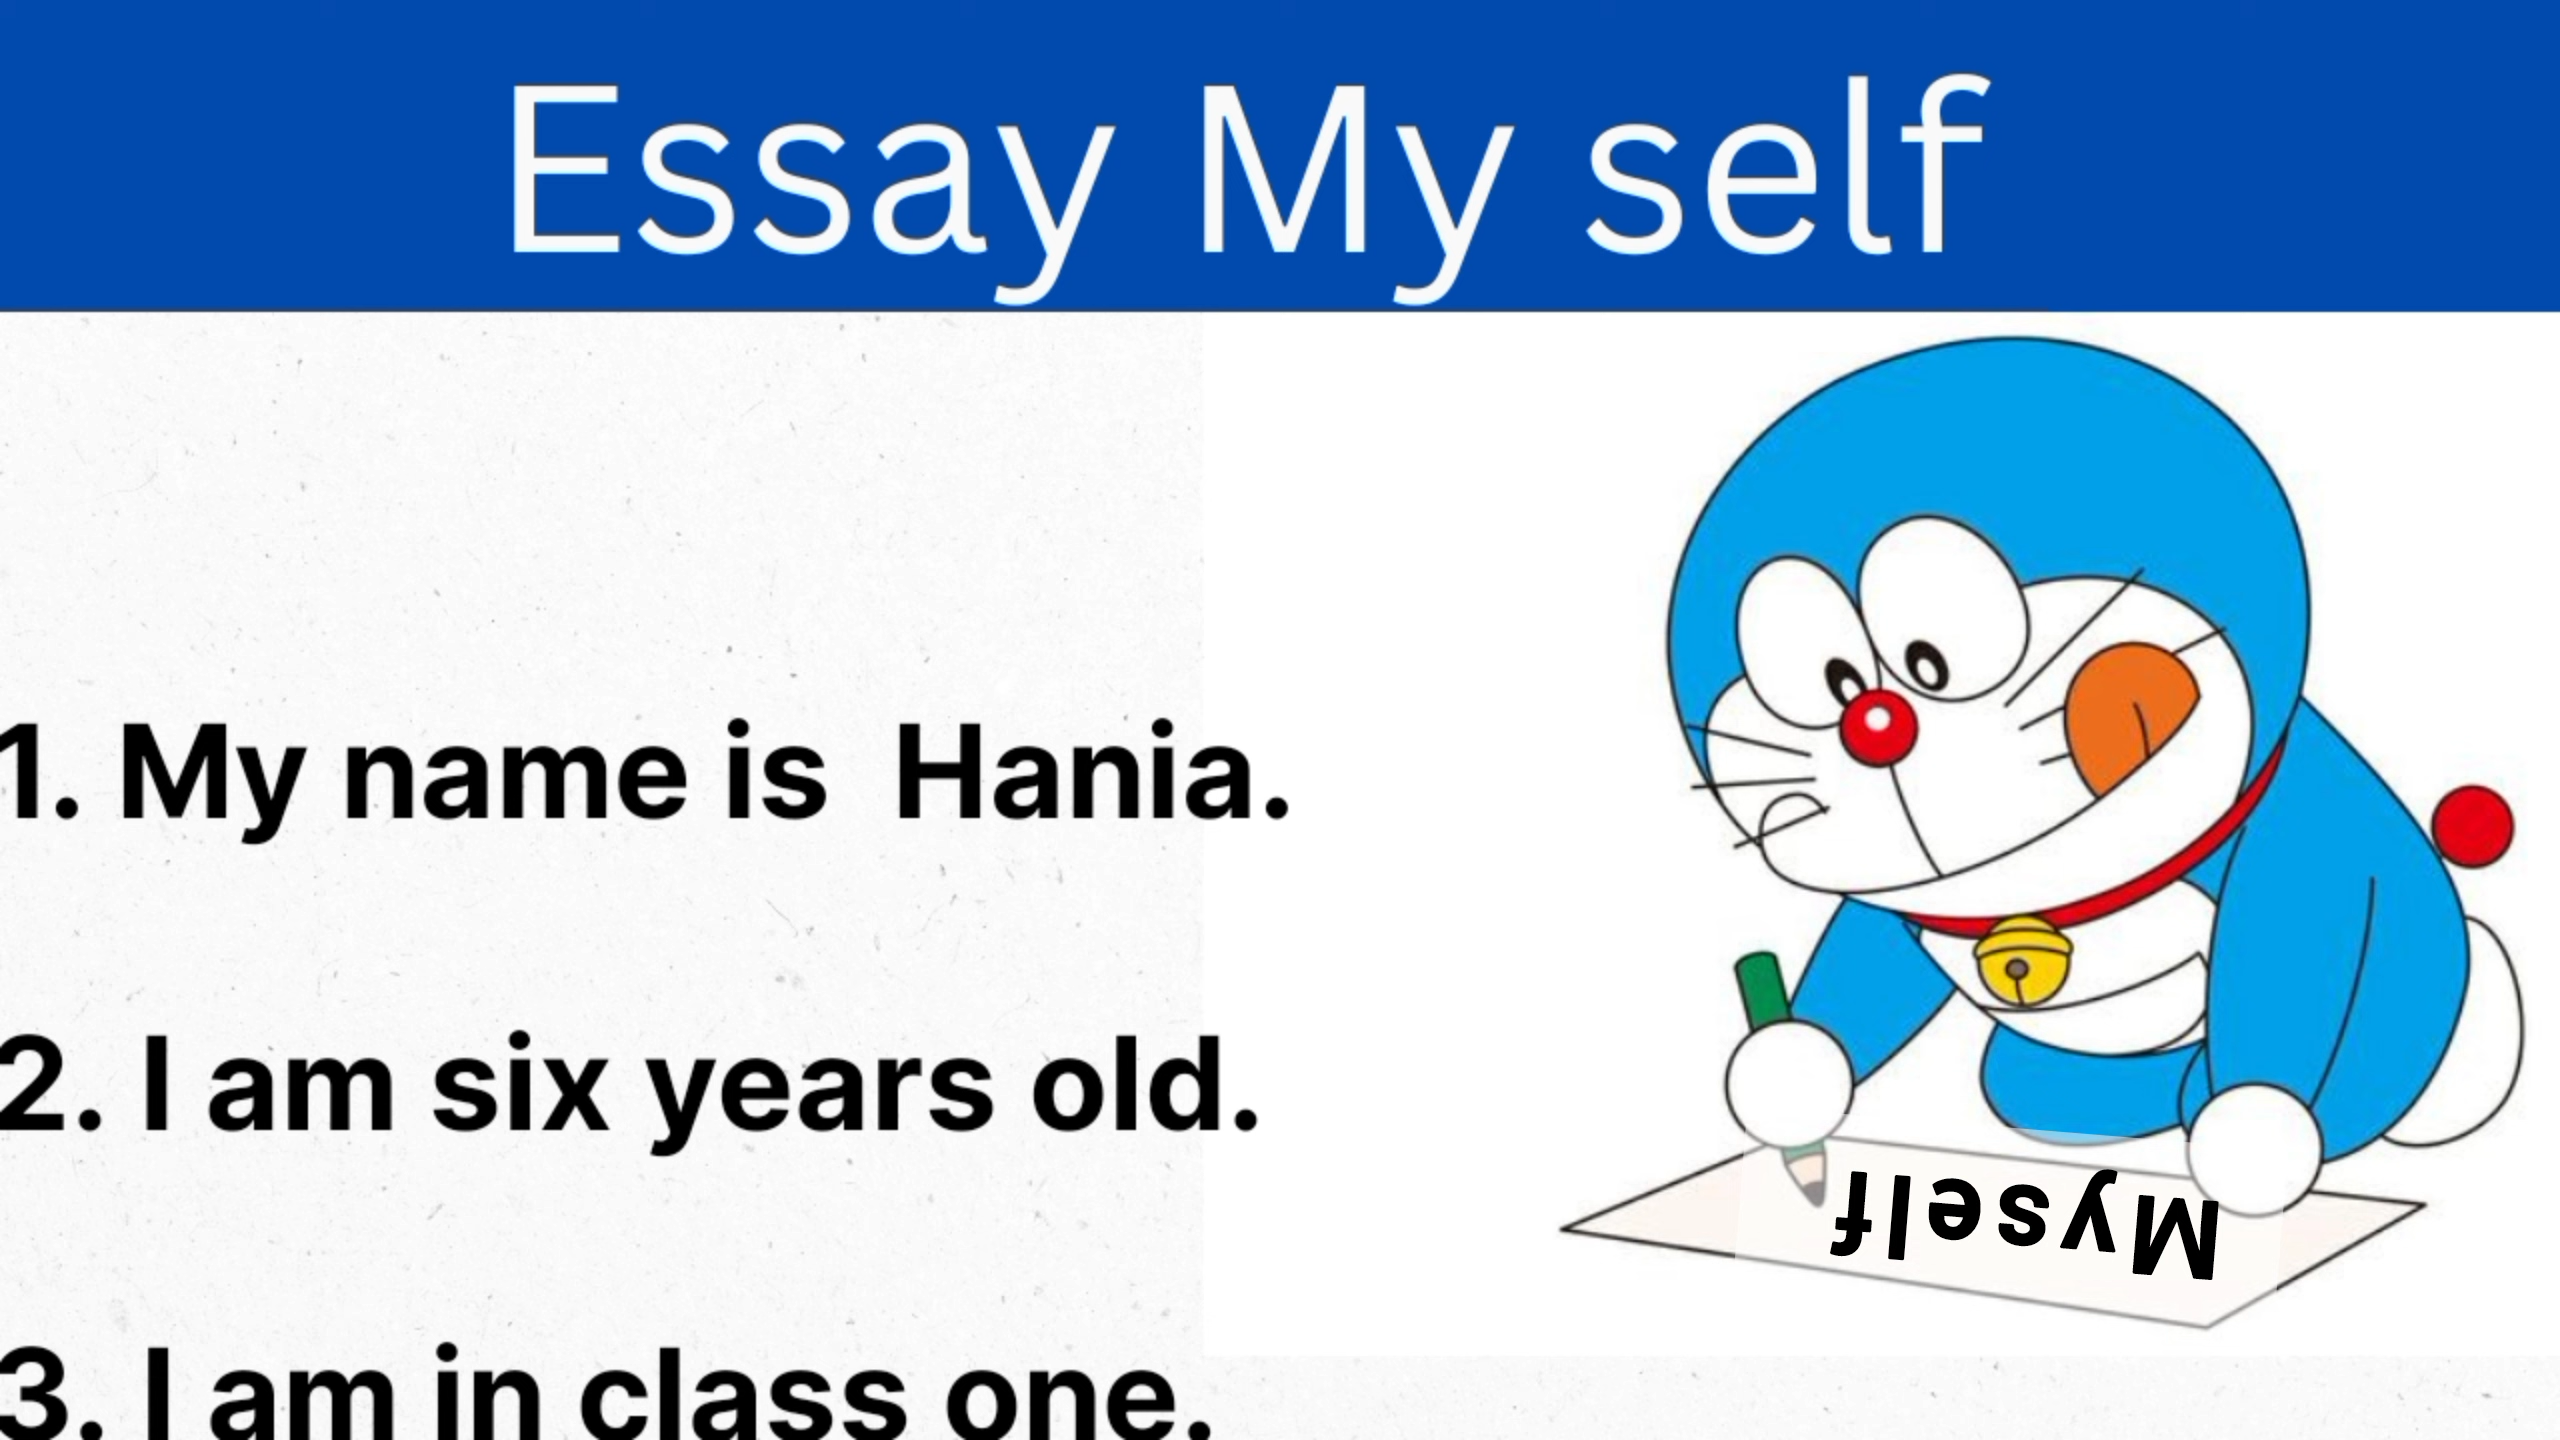 Essay My self
1. My name is Hania.
2. I am six years old.
3. I am in class one.
Myself